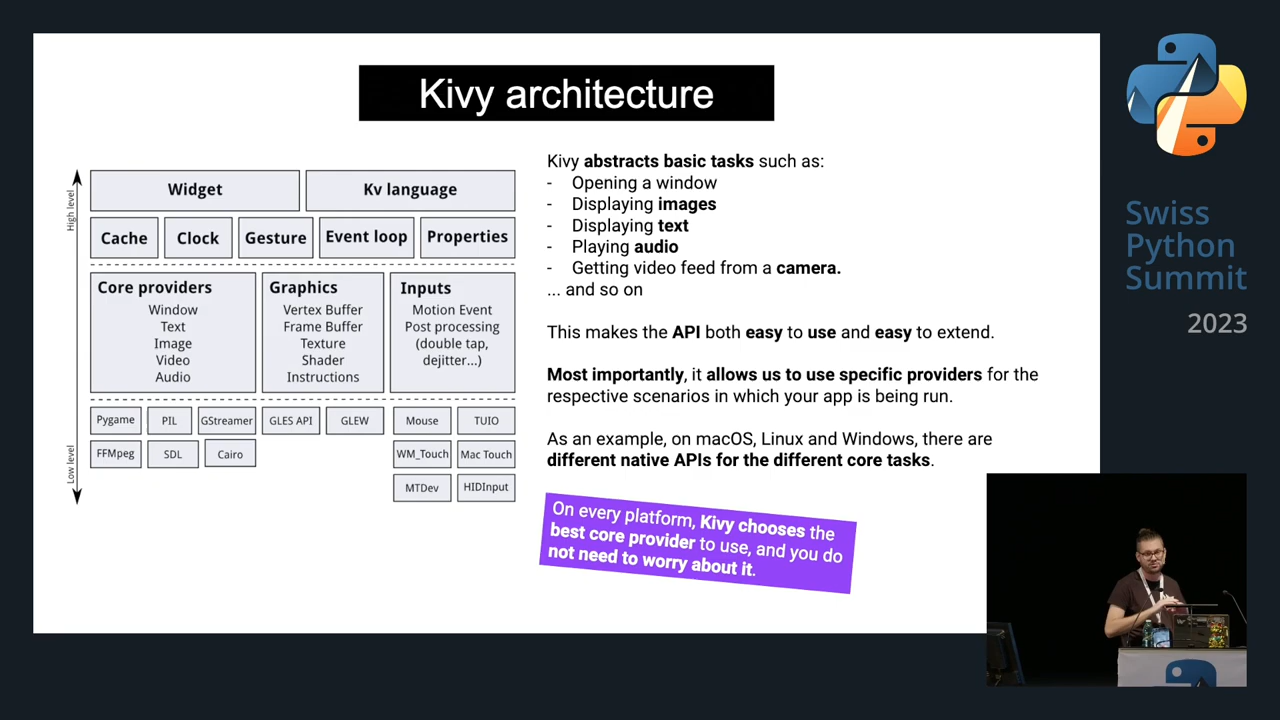 Kivy architecture
High level
Low level
Widget
Kv language
Cache
Clock
Gesture
Event loop
Properties
Core providers
Window
Text
Image
Video
Audio
Graphics
Vertex Buffer
Frame Buffer
Texture
Shader
Instructions
Inputs
Motion Event
Post processing
(double tap,
dejitter...)
Pygame
PIL
GStreamer
GLES API
GLEW
Mouse
TUIO
FFMpeg
SDL
Cairo
WM_Touch
Mac Touch
MTDev
HIDInput
Kivy abstracts basic tasks such as:
- Opening a window
- Displaying images
- Displaying text
- Playing audio
- Getting video feed from a camera.
... and so on
This makes the API both easy to use and easy to extend.
Most importantly, it allows us to use specific providers for the
respective scenarios in which your app is being run.
As an example, on macOS, Linux and Windows, there are
different native APIs for the different core tasks.
On every platform, Kivy chooses the
best core provider to use, and you do
not need to worry about it.
Swiss
Python
Summit
2023